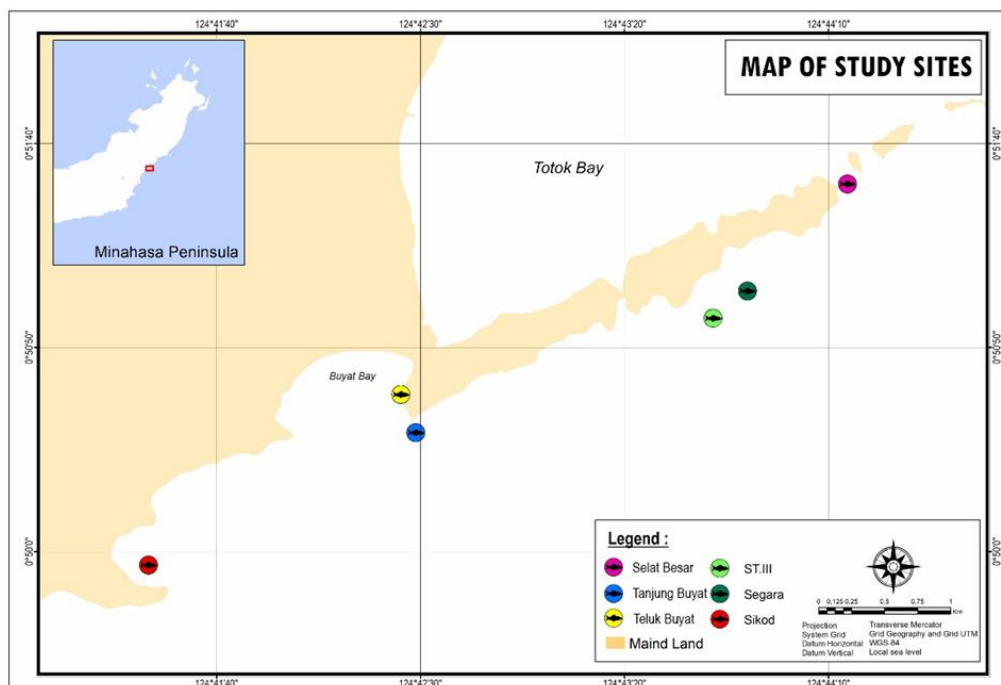 124°41'40" 124°42'30" 124°43'20" 124°44'10"
MAP OF STUDY SITES
0°51'40" 0°51'40"
Totok Bay
Minahasa Peninsula
0°50'50" 0°50'50"
Buyat Bay
0°50'0" 0°50'0"
Legend :
Selat Besar ST.III
Tanjung Buyat Segara
Teluk Buyat Sikod
Maind Land
0 0,125 0.25 0.5 0.75 1
Km
Projection Transverse Mercator
System Grid Grid Geography and Grid UTM
Datum Horizontal WGS-84
Datum Vertical Local sea level
124°41'40" 124°42'30" 124°43'20" 124°44'10"